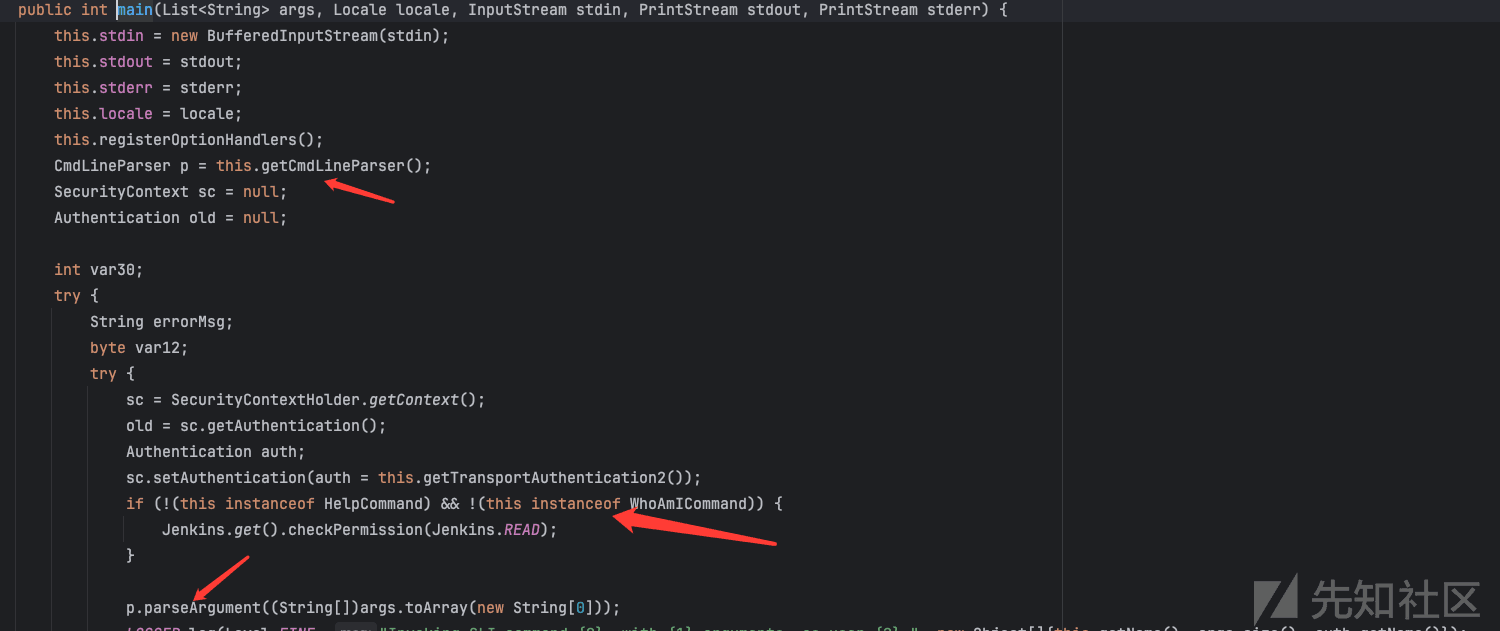 public int main(List<String> args, Locale locale, InputStream stdin, PrintStream stdout, PrintStream stderr) {
this.stdin = new BufferedInputStream(stdin);
this.stdout = stdout;
this.stderr = stderr;
this.locale = locale;
this.registerOptionHandlers();
CmdLineParser p = this.getCmdLineParser();
SecurityContext sc = null;
Authentication old = null;
int var30;
try {
String errorMsg;
byte var12;
try {
sc = SecurityContextHolder.getContext();
old = sc.getAuthentication();
Authentication auth;
sc.setAuthentication(auth = this.getTransportAuthentication2());
if (!(this instanceof HelpCommand) && !(this instanceof WhoAmICommand)) {
Jenkins.get().checkPermission(Jenkins.READ);
}
p.parseArgument((String[])args.toArray(new String[0]));
先知社区